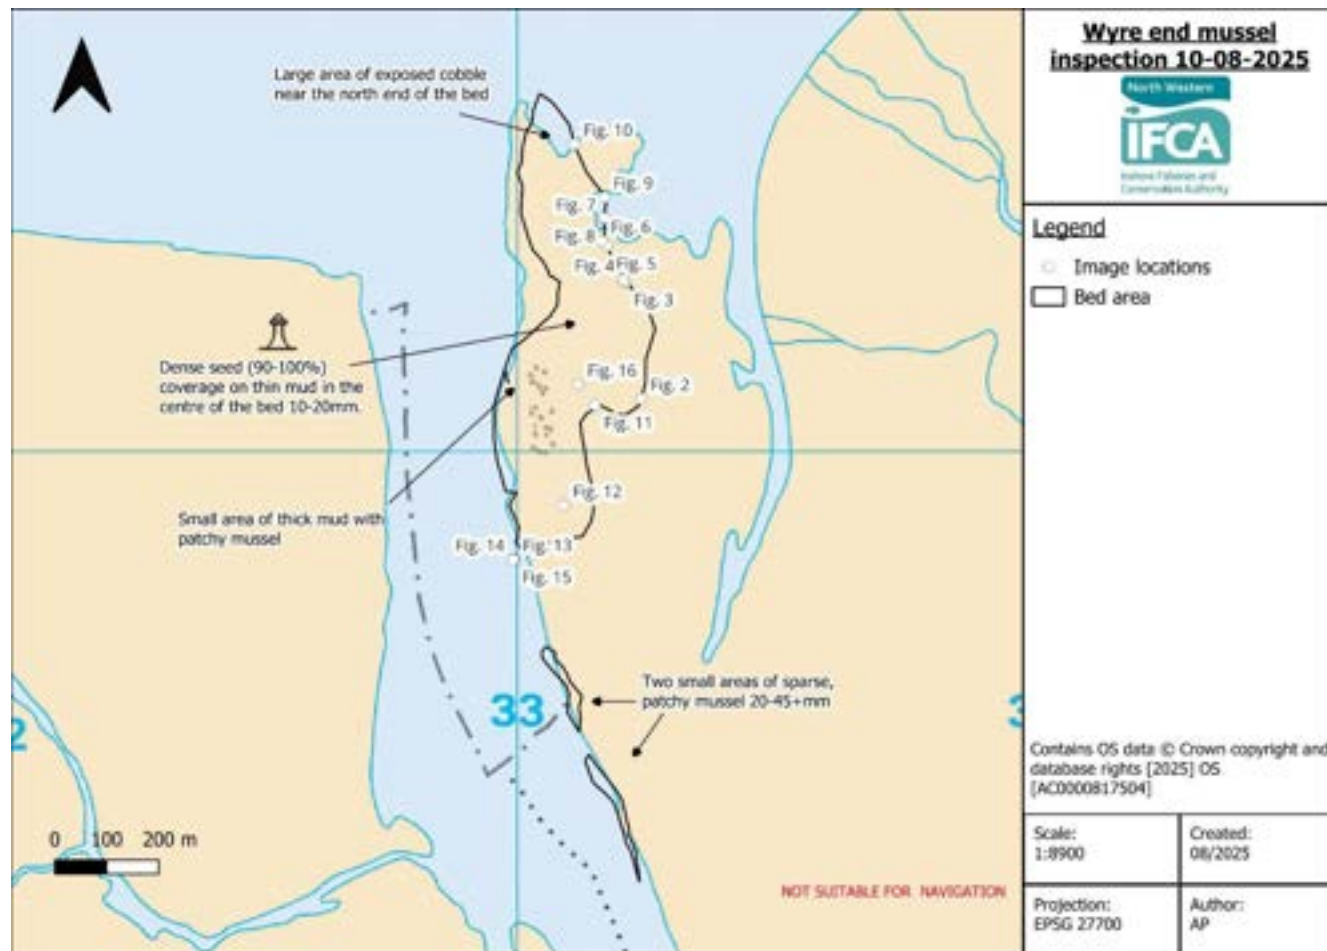 Large area of exposed cobble
near the north end of the bed
Fig. 10
Fig. 9
Fig. 7
Fig. 6
Fig. 8
Fig. 4
Fig. 5
Fig. 3
Dense seed (90-100%)
coverage on thin mud in the
centre of the bed 10-20mm.
Fig. 16
Fig. 2
Fig. 11
Fig. 12
Small area of thick mud with
patchy mussel
Fig. 14
Fig. 13
Fig. 15
Two small areas of sparse,
patchy mussel 20-45+mm
33
2
3
0 100 200 m
NOT SUITABLE FOR NAVIGATION
Wyre end mussel
inspection 10-08-2025
North Western
IFCA
Inshore Fisheries and
Conservation Authority
Legend
Image locations
Bed area
Contains OS data © Crown copyright and
database rights [2025] OS
[AC0000817504]
Scale:
1:8900
Created:
08/2025
Projection:
EPSG 27700
Author:
AP